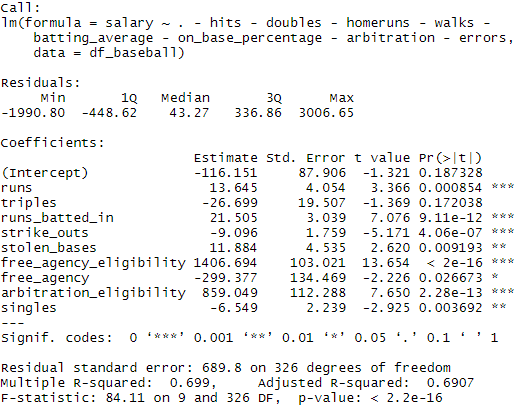 Call:
lm(formula = salary ~ . - hits - doubles - homeruns - walks -
    batting_average - on_base_percentage - arbitration - errors,
    data = df_baseball)
Residuals:
     Min       1Q   Median       3Q      Max
-1990.80  -448.62    43.27   336.86  3006.65
Coefficients:
                        Estimate Std. Error t value Pr(>|t|)
(Intercept)             -116.151     87.906  -1.321 0.187328
runs                      13.645      4.054   3.366 0.000854 ***
triples                  -26.699     19.507  -1.369 0.172038
runs_batted_in            21.505      3.039   7.076 9.11e-12 ***
strike_outs               -9.096      1.759  -5.171 4.06e-07 ***
stolen_bases              11.884      4.535   2.620 0.009193 **
free_agency_eligibility 1406.694    103.021  13.654  < 2e-16 ***
free_agency             -299.377    134.469  -2.226 0.026673 *
arbitration_eligibility  859.049    112.288   7.650 2.28e-13 ***
singles                   -6.549      2.239  -2.925 0.003692 **
---
Signif. codes:  0 ‘***’ 0.001 ‘**’ 0.01 ‘*’ 0.05 ‘.’ 0.1 ‘ ’ 1
Residual standard error: 689.8 on 326 degrees of freedom
Multiple R-squared:  0.699,     Adjusted R-squared:  0.6907
F-statistic: 84.11 on 9 and 326 DF,  p-value: < 2.2e-16